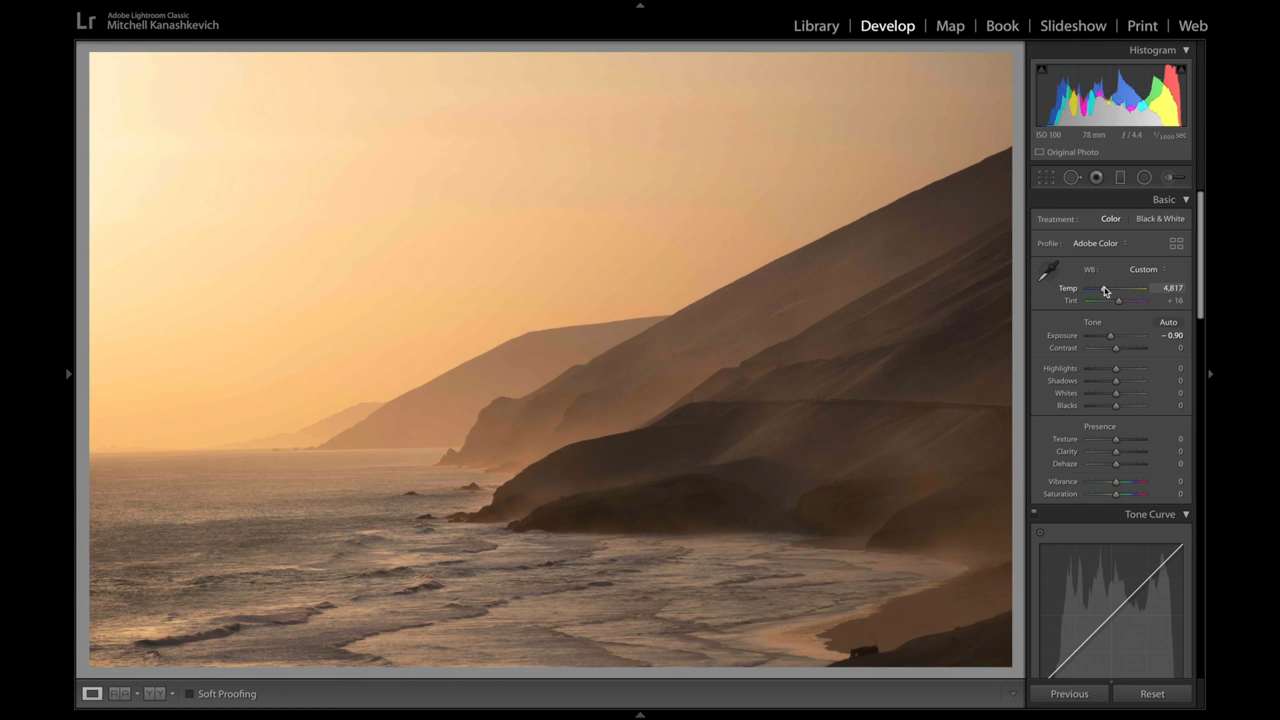 Lr
Adobe Lightroom Classic
Mitchell Kanashkevich
Library | Develop | Map | Book | Slideshow | Print | Web
Histogram
ISO 100 78 mm ƒ / 4.4 1/1000 sec
Original Photo
Basic
Treatment : Color Black & White
Profile : Adobe Color
WB : Custom
Temp 4,817
Tint + 16
Tone Auto
Exposure − 0.90
Contrast 0
Highlights 0
Shadows 0
Whites 0
Blacks 0
Presence
Texture 0
Clarity 0
Dehaze 0
Vibrance 0
Saturation 0
Tone Curve
R A Y Y Soft Proofing
Previous Reset